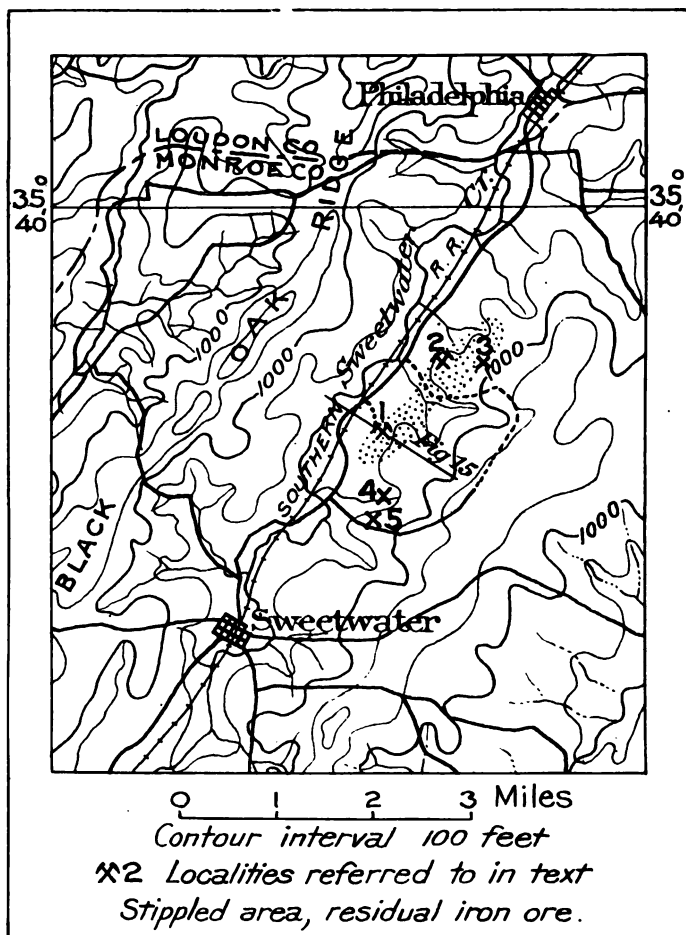 Philadelphia
LOUDON CO.
MONROE CO.
35°
40'
35°
40'
BLACK OAK RIDGE
Sweetwater Cr.
SOUTHERN R. R.
1000
1000
1000
1000
2
3
1
Fig 15
4
5
Sweetwater
0 1 2 3 Miles
Contour interval 100 feet
2 Localities referred to in text
Stippled area, residual iron ore.